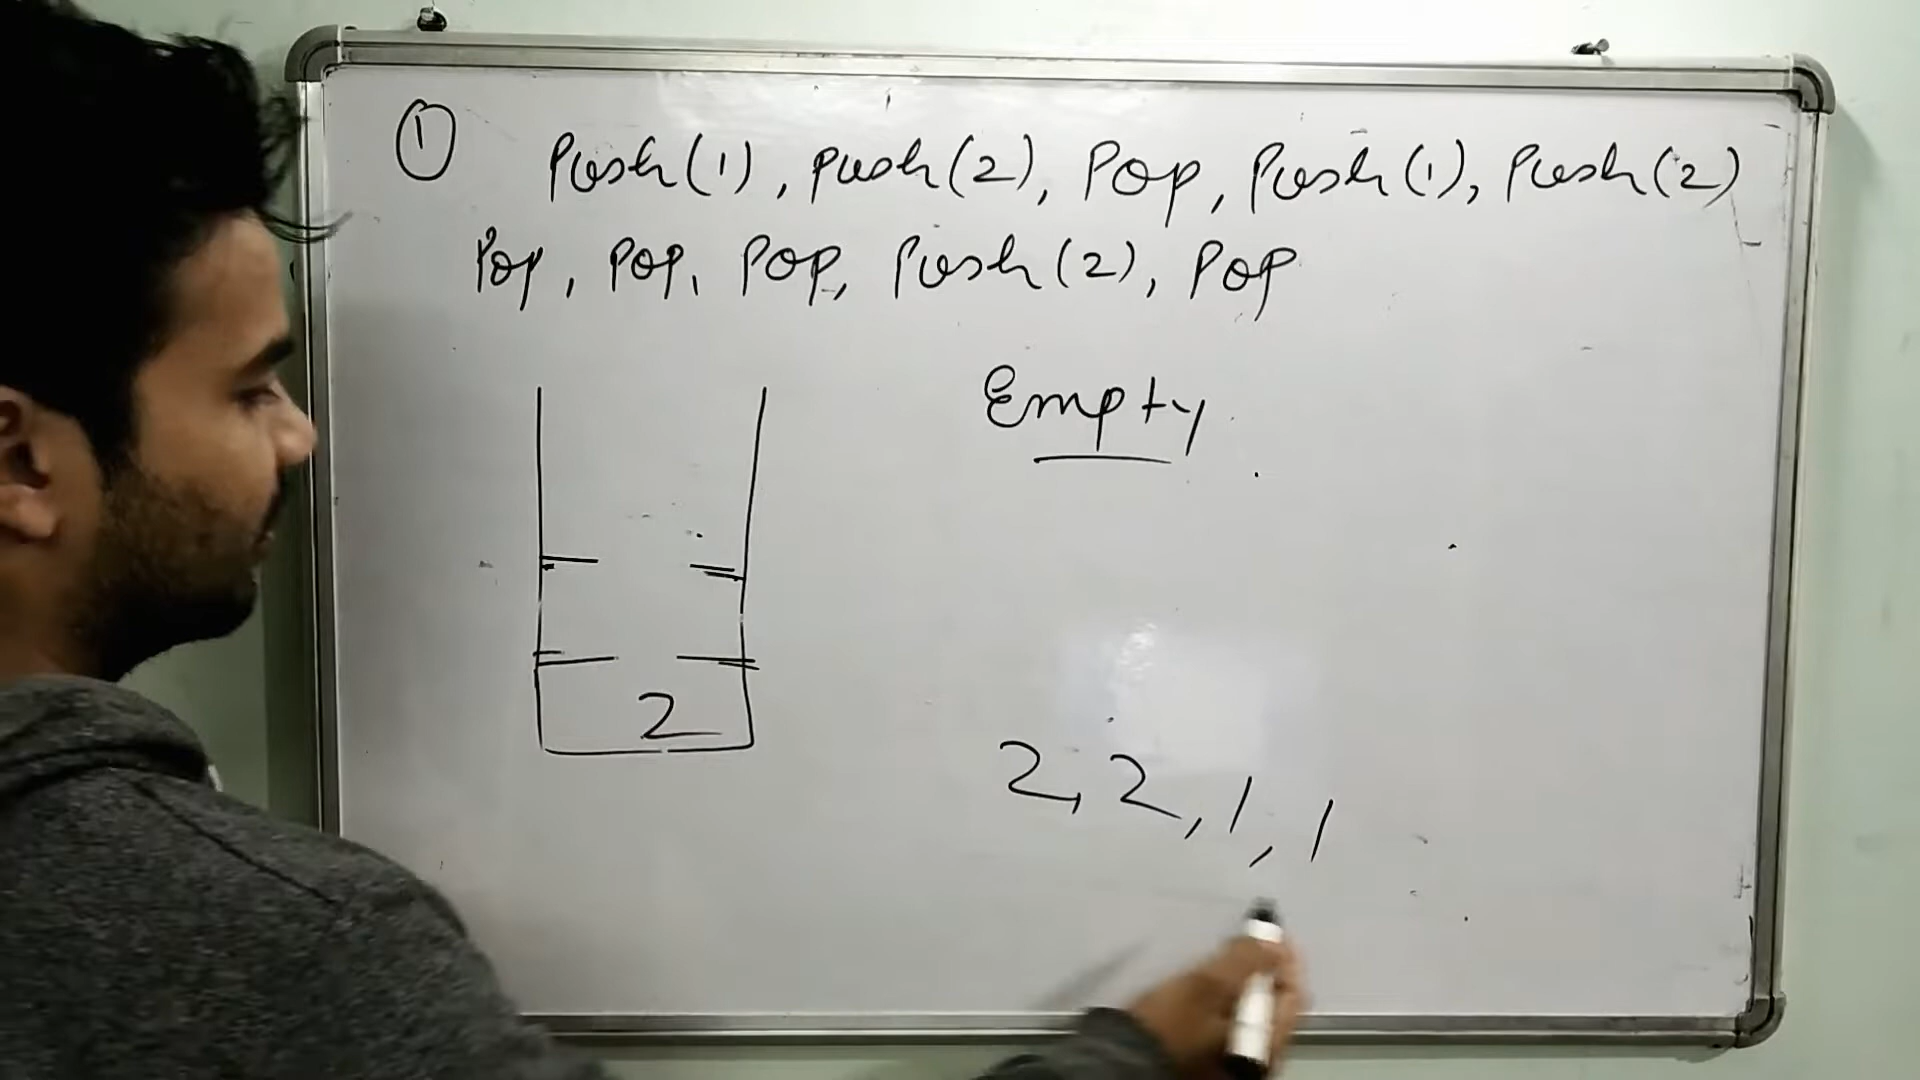 ① Push(1), push(2), Pop, Push(1), Push(2)
Pop, Pop, Pop, Push(2), Pop
Empty
2
2, 2, 1, 1